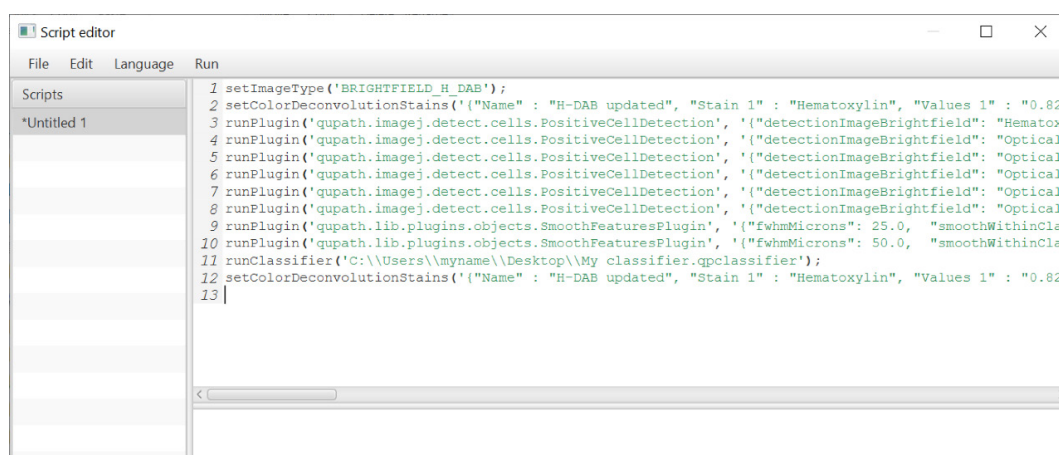 Script editor
File Edit Language Run
Scripts
*Untitled 1
1 setImageType('BRIGHTFIELD_H_DAB');
2 setColorDeconvolutionStains('{"Name" : "H-DAB updated", "Stain 1" : "Hematoxylin", "Values 1" : "0.82
3 runPlugin('qupath.imagej.detect.cells.PositiveCellDetection', '{"detectionImageBrightfield": "Hematox
4 runPlugin('qupath.imagej.detect.cells.PositiveCellDetection', '{"detectionImageBrightfield": "Optical
5 runPlugin('qupath.imagej.detect.cells.PositiveCellDetection', '{"detectionImageBrightfield": "Optical
6 runPlugin('qupath.imagej.detect.cells.PositiveCellDetection', '{"detectionImageBrightfield": "Optical
7 runPlugin('qupath.imagej.detect.cells.PositiveCellDetection', '{"detectionImageBrightfield": "Optical
8 runPlugin('qupath.imagej.detect.cells.PositiveCellDetection', '{"detectionImageBrightfield": "Optical
9 runPlugin('qupath.lib.plugins.objects.SmoothFeaturesPlugin', '{"fwhmMicrons": 25.0,  "smoothWithinCla
10 runPlugin('qupath.lib.plugins.objects.SmoothFeaturesPlugin', '{"fwhmMicrons": 50.0,  "smoothWithinCla
11 runClassifier('C:\\Users\\myname\\Desktop\\My classifier.qpclassifier');
12 setColorDeconvolutionStains('{"Name" : "H-DAB updated", "Stain 1" : "Hematoxylin", "Values 1" : "0.82
13